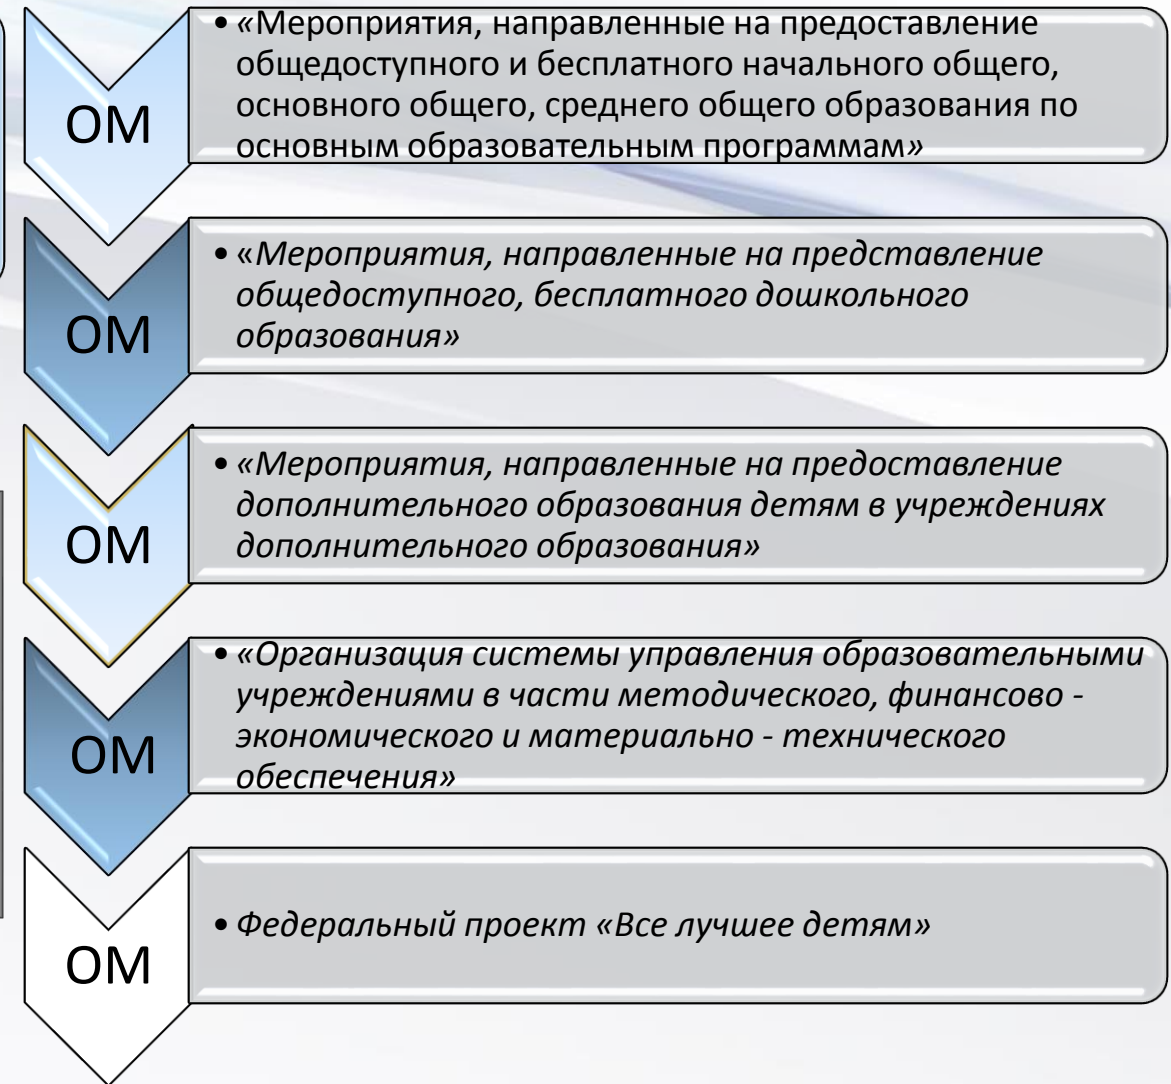 • «Мероприятия, направленные на предоставление
общедоступного и бесплатного начального общего,
основного общего, среднего общего образования по
основным образовательным программам»
ОМ
• «Мероприятия, направленные на представление
общедоступного, бесплатного дошкольного
образования»
ОМ
• «Мероприятия, направленные на предоставление
дополнительного образования детям в учреждениях
дополнительного образования»
ОМ
• «Организация системы управления образовательными
учреждениями в части методического, финансово -
экономического и материально - технического
обеспечения»
ОМ
• Федеральный проект «Все лучшее детям»
ОМ